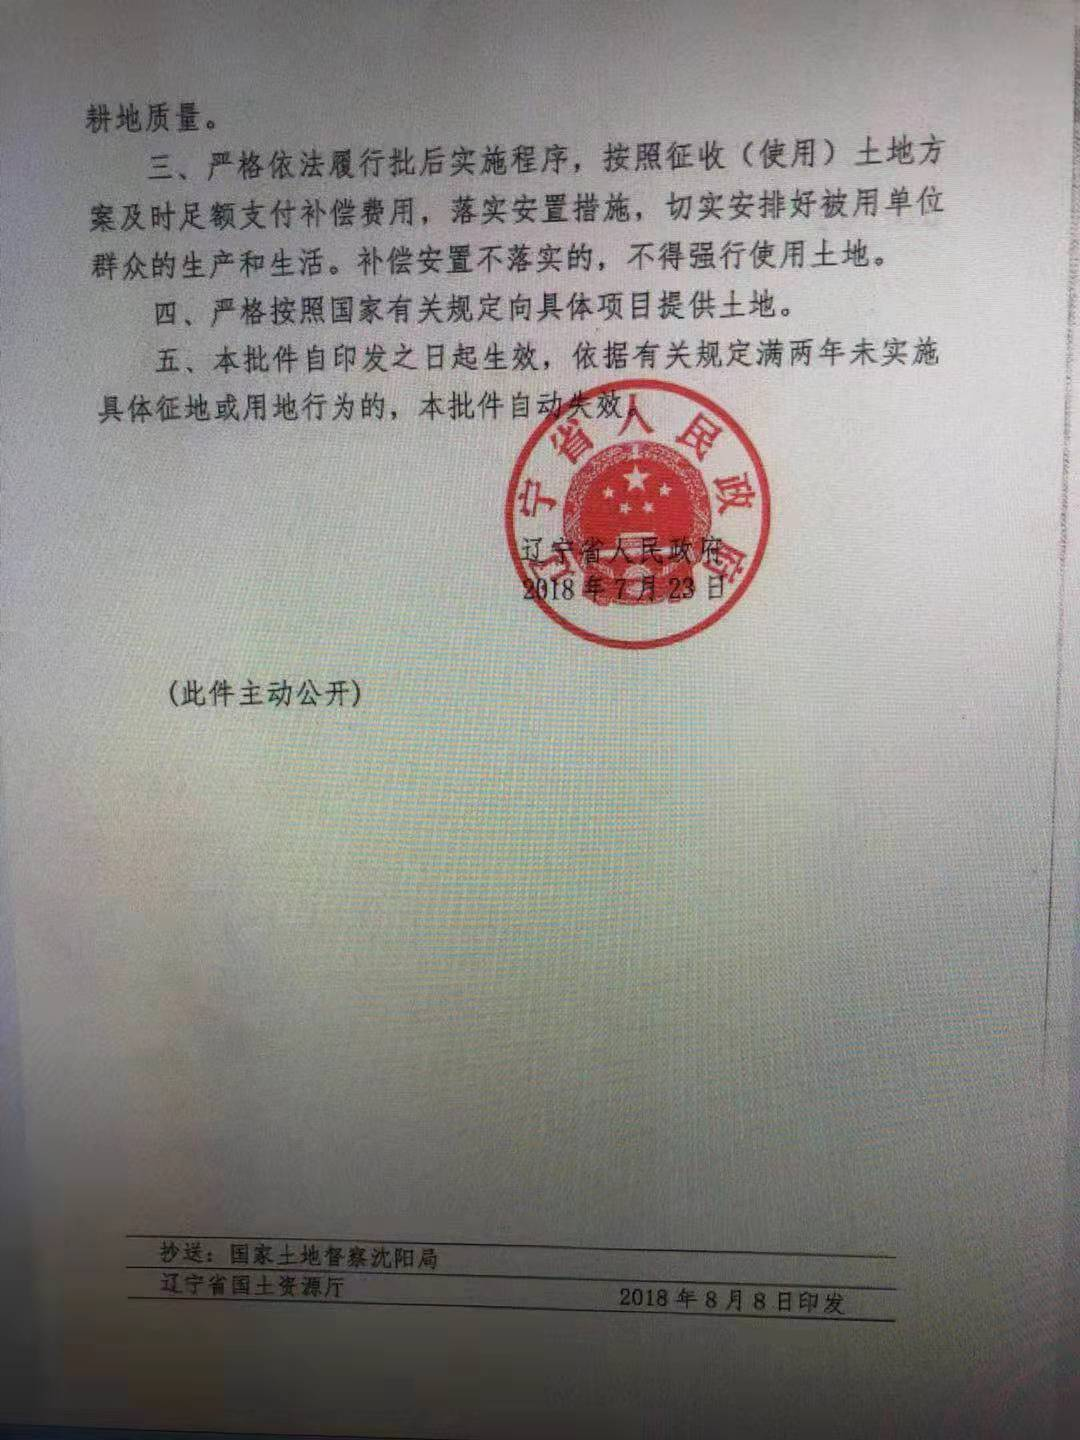 耕地质量。
三、严格依法履行批后实施程序，按照征收（使用）土地方
案及时足额支付补偿费用，落实安置措施，切实安排好被用单位
群众的生产和生活。补偿安置不落实的，不得强行使用土地。
四、严格按照国家有关规定向具体项目提供土地。
五、本批件自印发之日起生效，依据有关规定满两年未实施
具体征地或用地行为的，本批件自动失效。
辽宁省人民政府
辽宁省人民政府
2018年7月23日
(此件主动公开)
抄送：国家土地督察沈阳局
辽宁省国土资源厅 2018年8月8日印发